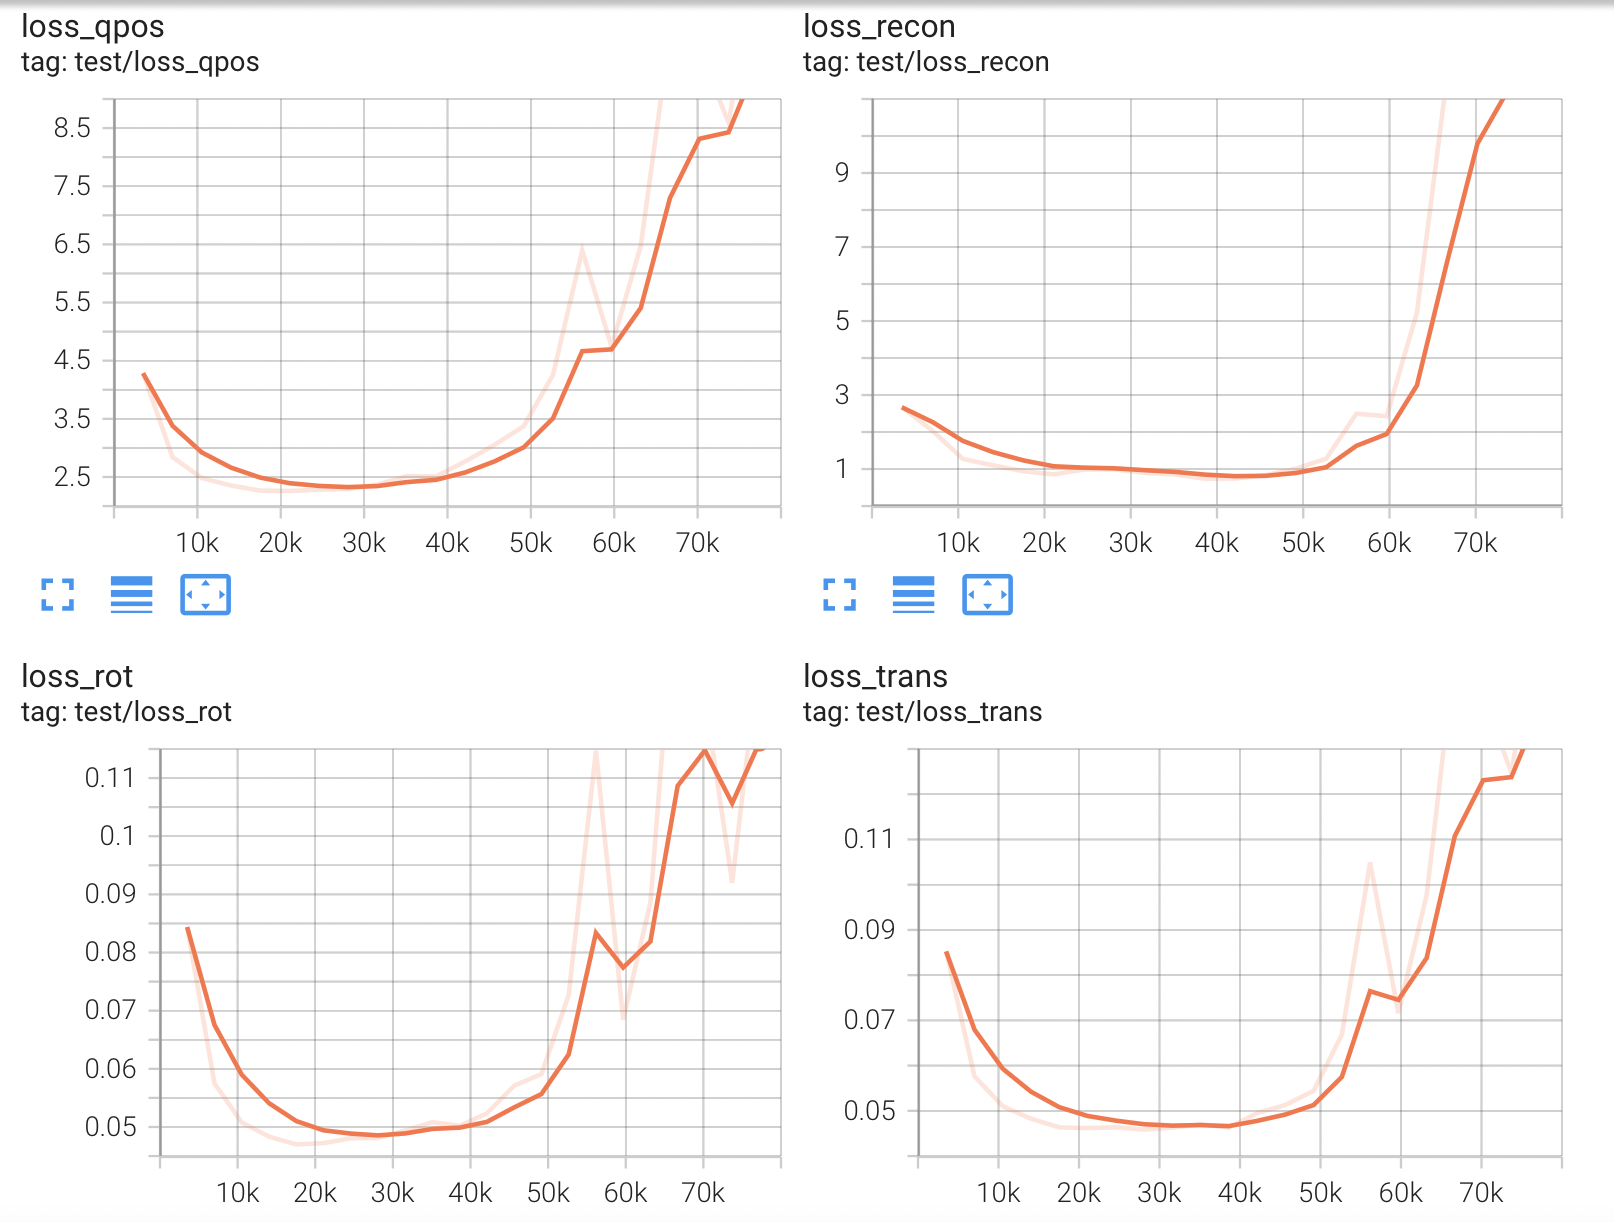 loss_qpos
tag: test/loss_qpos
8.5
7.5
6.5
5.5
4.5
3.5
2.5
10k 20k 30k 40k 50k 60k 70k
loss_recon
tag: test/loss_recon
9
7
5
3
1
10k 20k 30k 40k 50k 60k 70k
loss_rot
tag: test/loss_rot
0.11
0.1
0.09
0.08
0.07
0.06
0.05
10k 20k 30k 40k 50k 60k 70k
loss_trans
tag: test/loss_trans
0.11
0.09
0.07
0.05
10k 20k 30k 40k 50k 60k 70k